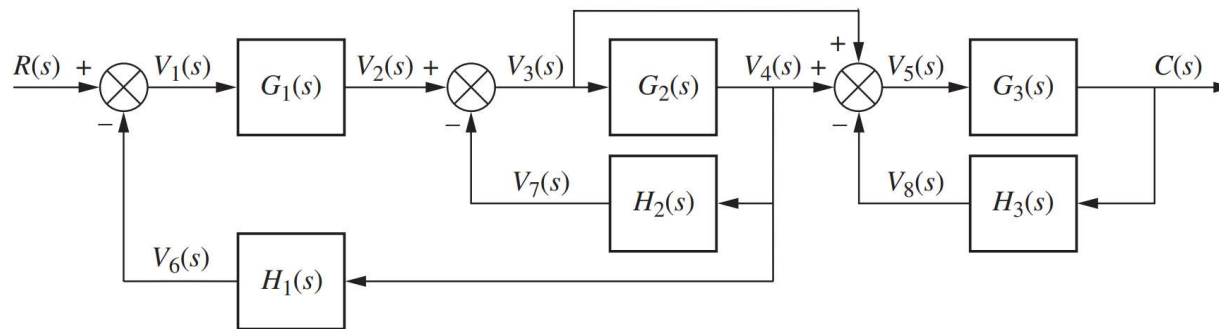 +
R(s) + V₁(s) G₁(s) V₂(s) + V₃(s) G₂(s) V₄(s) + V₅(s) G₃(s) C(s)
− − −
V₇(s) H₂(s) V₈(s) H₃(s)
V₆(s) H₁(s)